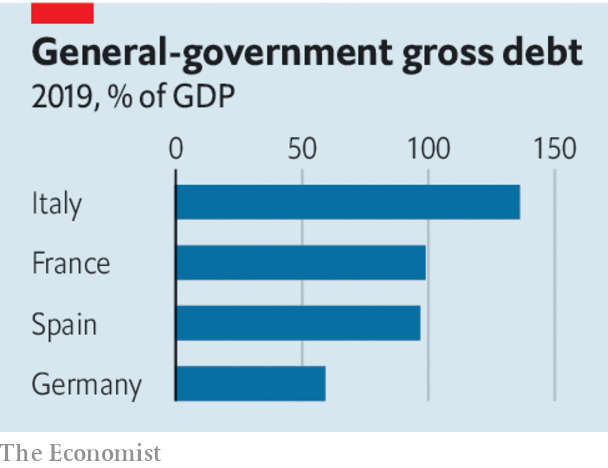 General-government gross debt
2019, % of GDP
0 50 100 150
Italy
France
Spain
Germany
The Economist